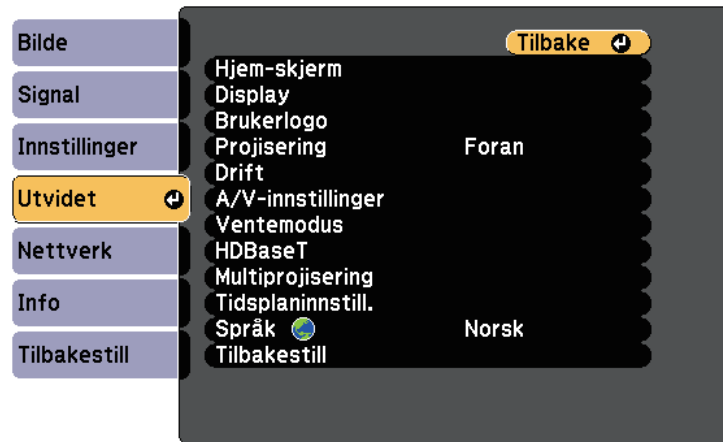 Bilde
Signal
Innstillinger
Utvidet
Nettverk
Info
Tilbakestill
Tilbake
Hjem-skjerm
Display
Brukerlogo
Projisering Foran
Drift
A/V-innstillinger
Ventemodus
HDBaseT
Multiprojisering
Tidsplaninnstill.
Språk Norsk
Tilbakestill